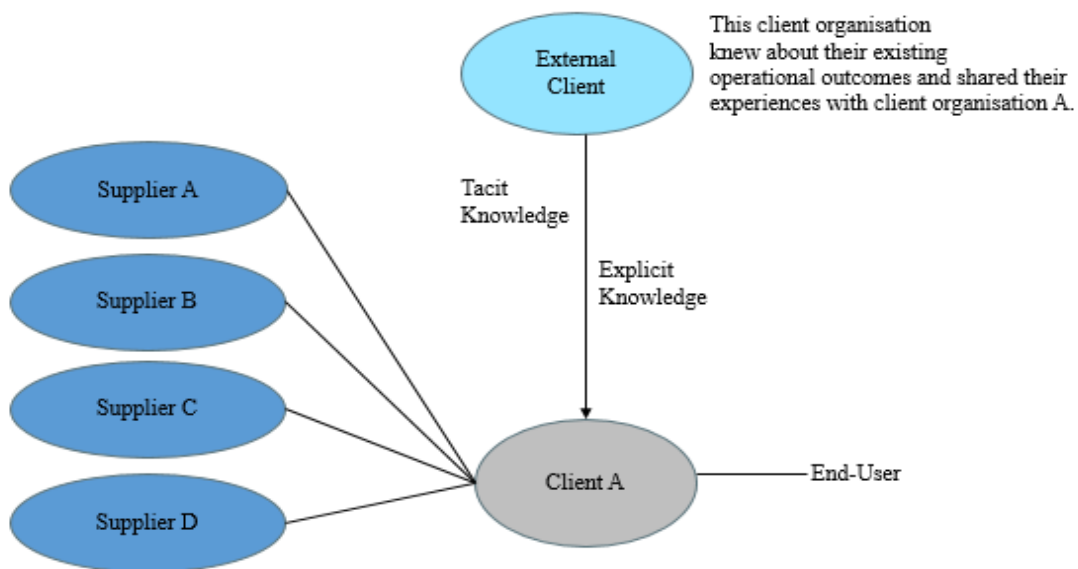 This client organisation
knew about their existing
operational outcomes and shared their
experiences with client organisation A.
External
Client
Supplier A
Tacit
Knowledge
Supplier B
Explicit
Knowledge
Supplier C
Client A
End-User
Supplier D